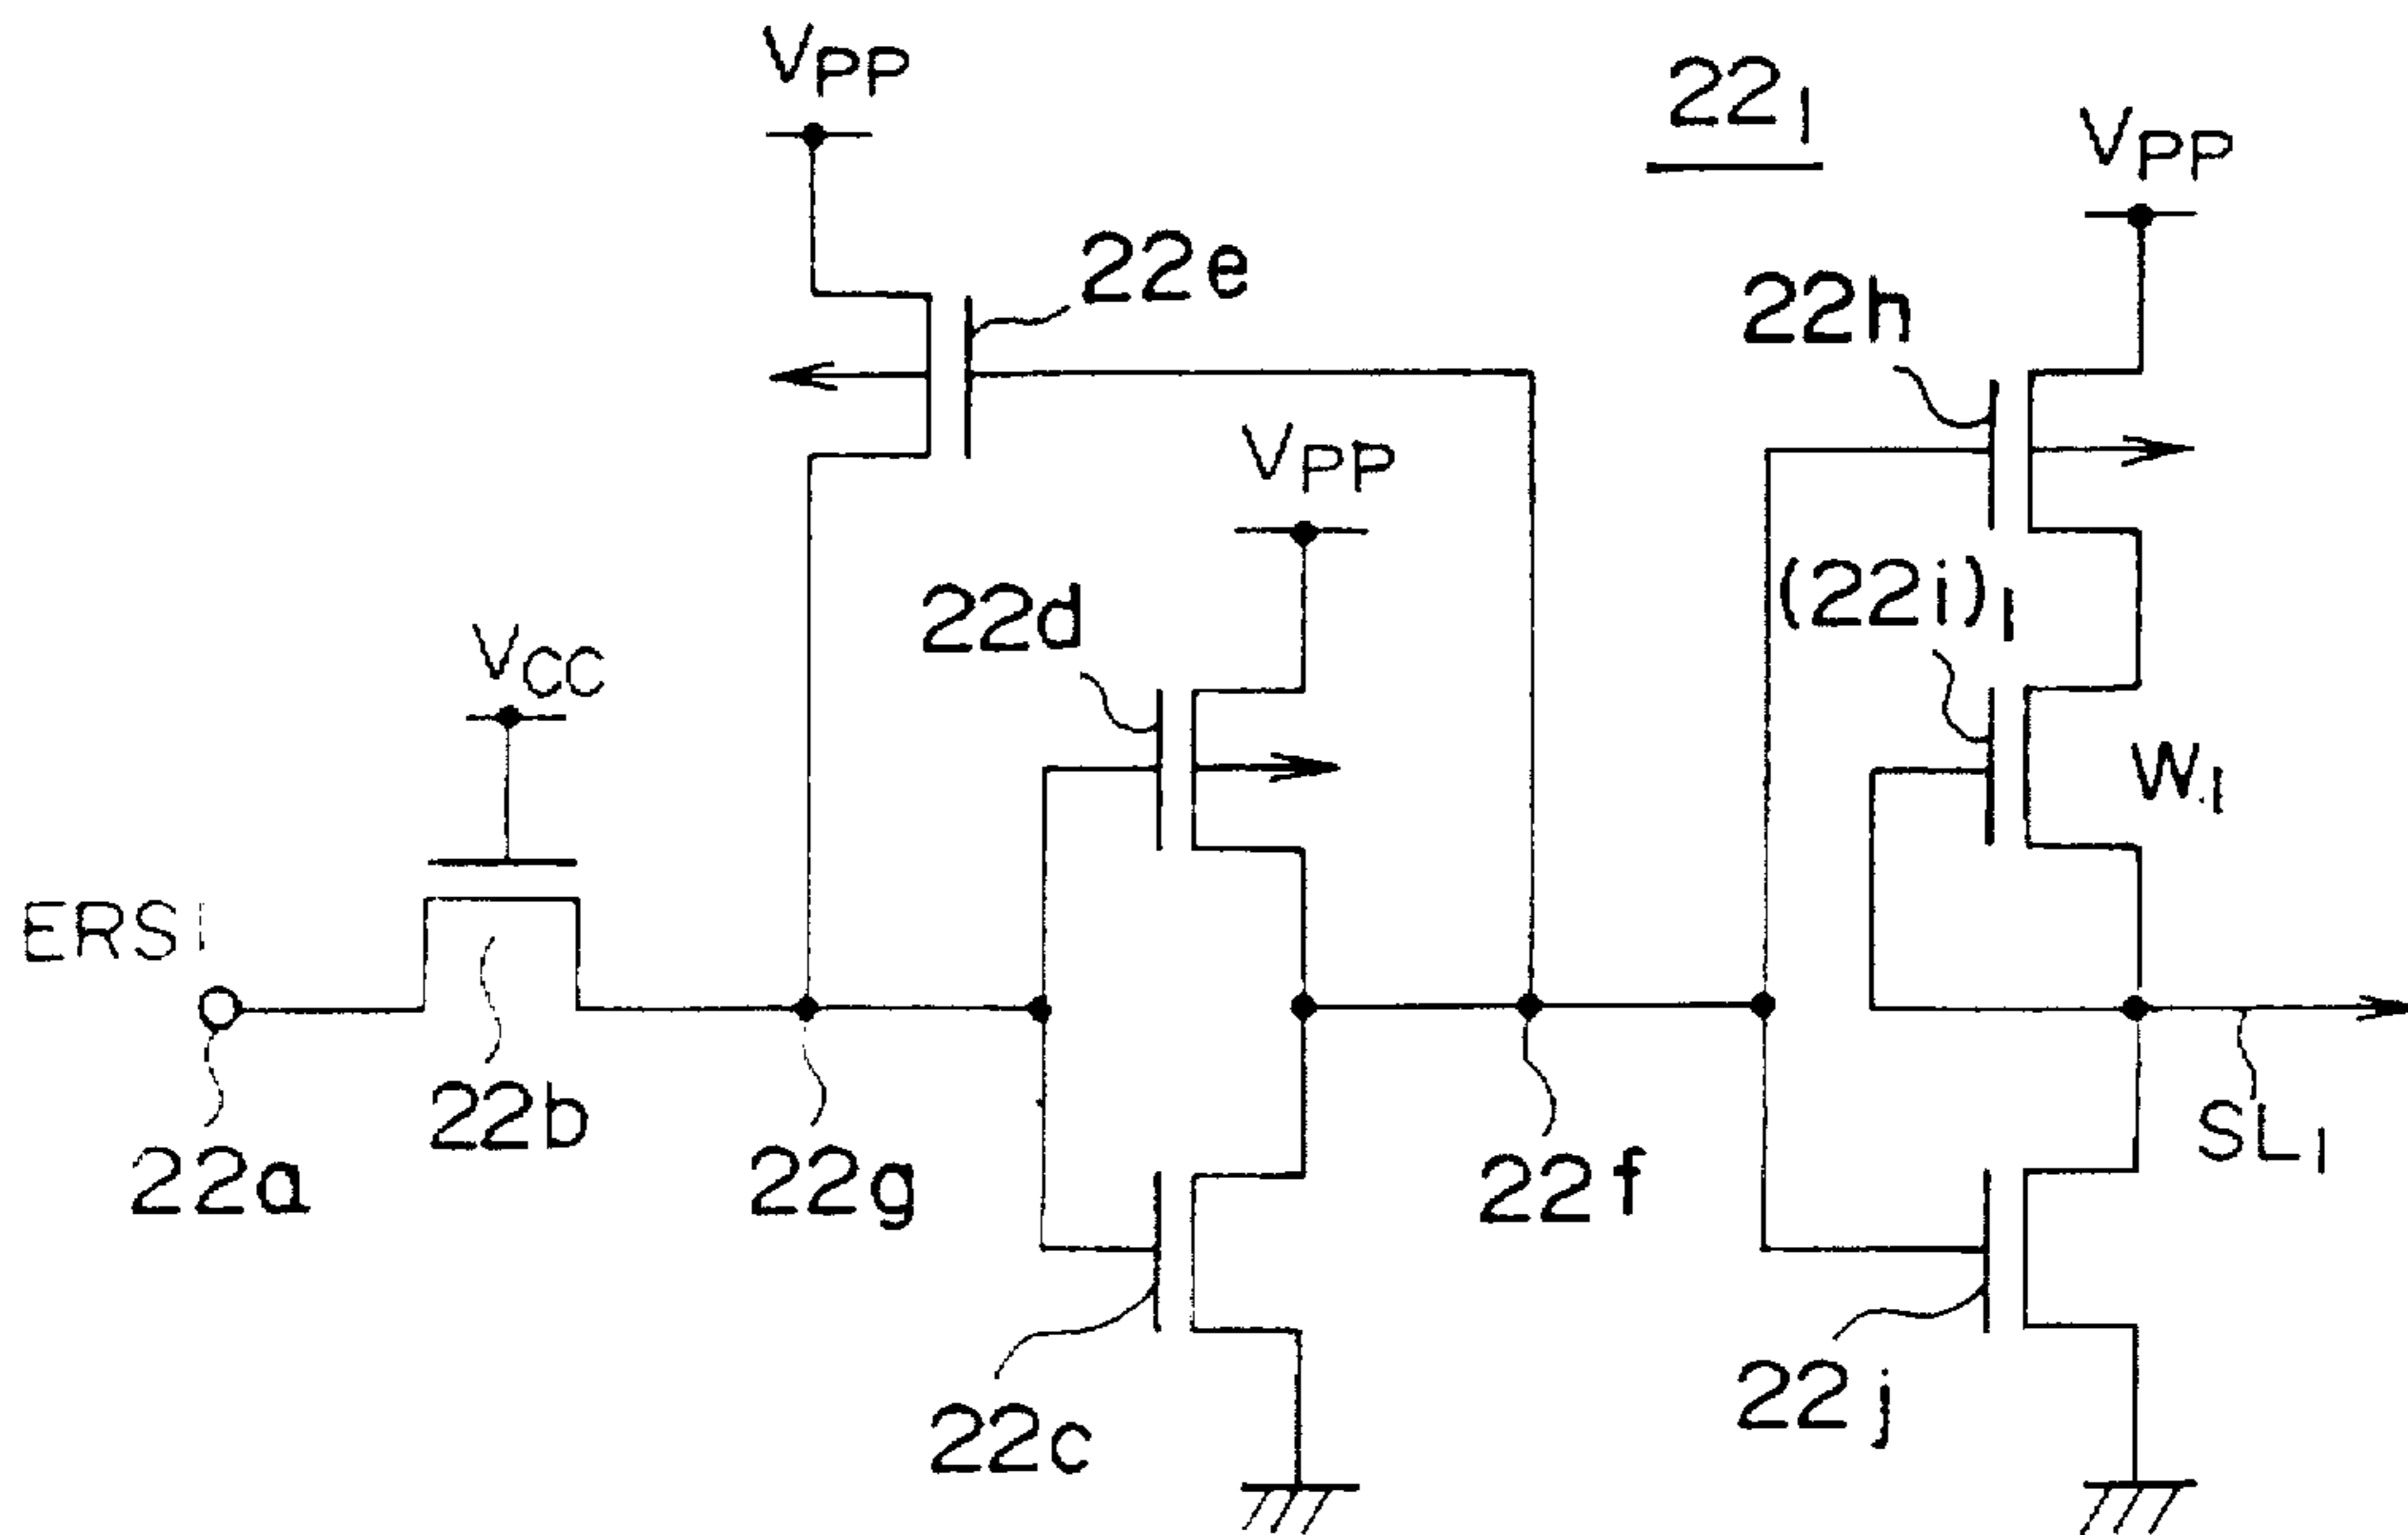 VPP
22₁
VPP
22e
22h
VPP
(22i)₁
22d
VCC
W₁
ERS1
22b
22a
22g
22f
SL₁
22c
22j